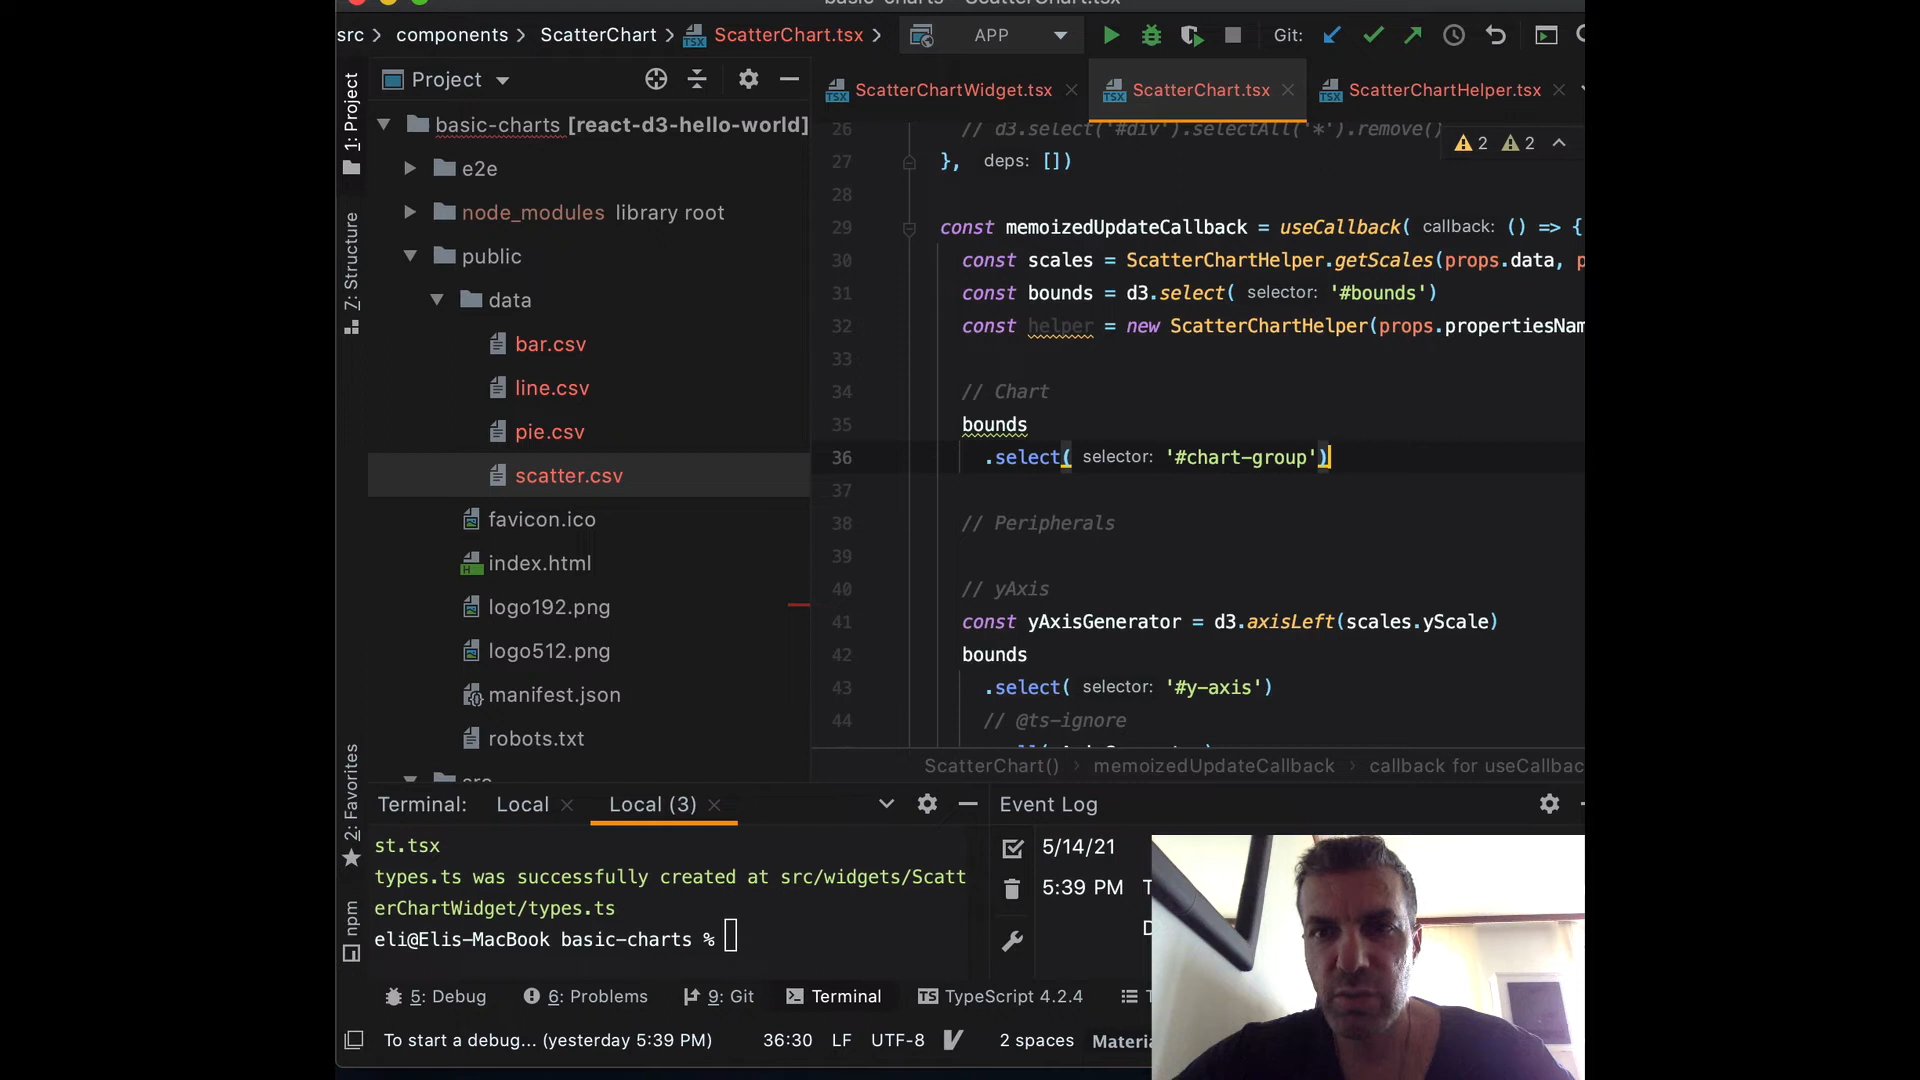 basic-charts – ScatterChart.tsx
src > components > ScatterChart > ScatterChart.tsx >
APP
Git:
1: Project
7: Structure
2: Favorites
npm
Project
basic-charts [react-d3-hello-world]
e2e
node_modules library root
public
data
bar.csv
line.csv
pie.csv
scatter.csv
favicon.ico
index.html
logo192.png
logo512.png
manifest.json
robots.txt
src
ScatterChartWidget.tsx
ScatterChart.tsx
ScatterChartHelper.tsx
2 2
26 // d3.select('#div').selectAll('*').remove()
27 }, deps: [])
28
29 const memoizedUpdateCallback = useCallback( callback: () => {
30 const scales = ScatterChartHelper.getScales(props.data, p
31 const bounds = d3.select( selector: '#bounds')
32 const helper = new ScatterChartHelper(props.propertiesNam
33
34 // Chart
35 bounds
36 .select( selector: '#chart-group')
37
38 // Peripherals
39
40 // yAxis
41 const yAxisGenerator = d3.axisLeft(scales.yScale)
42 bounds
43 .select( selector: '#y-axis')
44 // @ts-ignore
ScatterChart() > memoizedUpdateCallback > callback for useCallbac
Terminal: Local Local (3)
st.tsx
types.ts was successfully created at src/widgets/Scatt
erChartWidget/types.ts
eli@Elis-MacBook basic-charts %
Event Log
5/14/21
5:39 PM T
D
5: Debug 6: Problems 9: Git Terminal TypeScript 4.2.4 T
To start a debug... (yesterday 5:39 PM) 36:30 LF UTF-8 2 spaces Materia